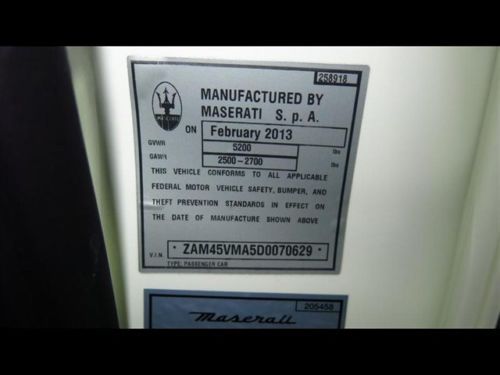 258918
MASERATI
MANUFACTURED BY
MASERATI S. p. A.
ON February 2013
GVWR 5200 lbs
GAWR 2500-2700 lbs
THIS VEHICLE CONFORMS TO ALL APPLICABLE
FEDERAL MOTOR VEHICLE SAFETY, BUMPER, AND
THEFT PREVENTION STANDARDS IN EFFECT ON
THE DATE OF MANUFACTURE SHOWN ABOVE
V.I.N. ZAM45VMA5D0070629
TYPE: PASSENGER CAR
205458
Maserati